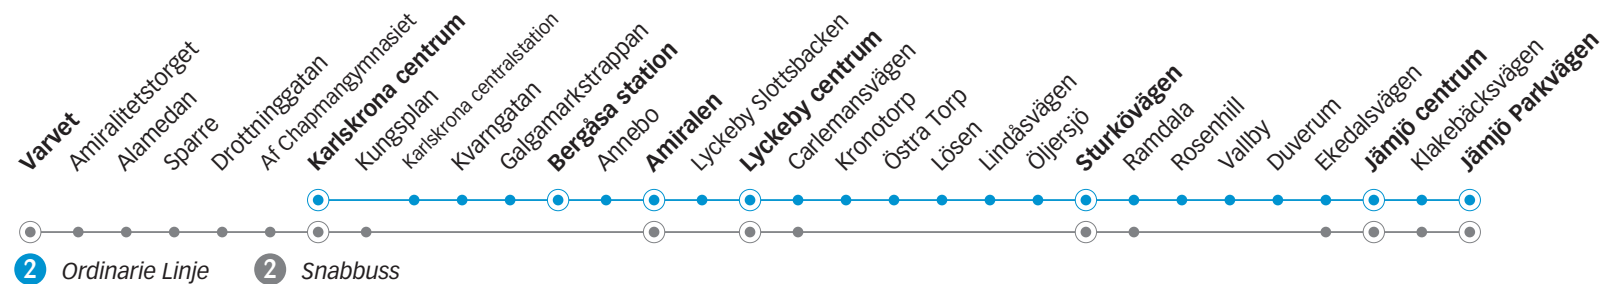 Varvet
Amiralitetstorget
Alamedan
Sparre
Drottninggatan
Af Chapmangymnasiet
Karlskrona centrum
Kungsplan
Karlskrona centralstation
Kvarngatan
Galgamarkstrappan
Bergåsa station
Annebo
Amiralen
Lyckeby Slottsbacken
Lyckeby centrum
Carlemansvägen
Kronotorp
Östra Torp
Lösen
Lindåsvägen
Öljersjö
Sturkövägen
Ramdala
Rosenhill
Vallby
Duverum
Ekedalsvägen
Jämjö centrum
Klakebäcksvägen
Jämjö Parkvägen
2 Ordinarie Linje
2 Snabbuss